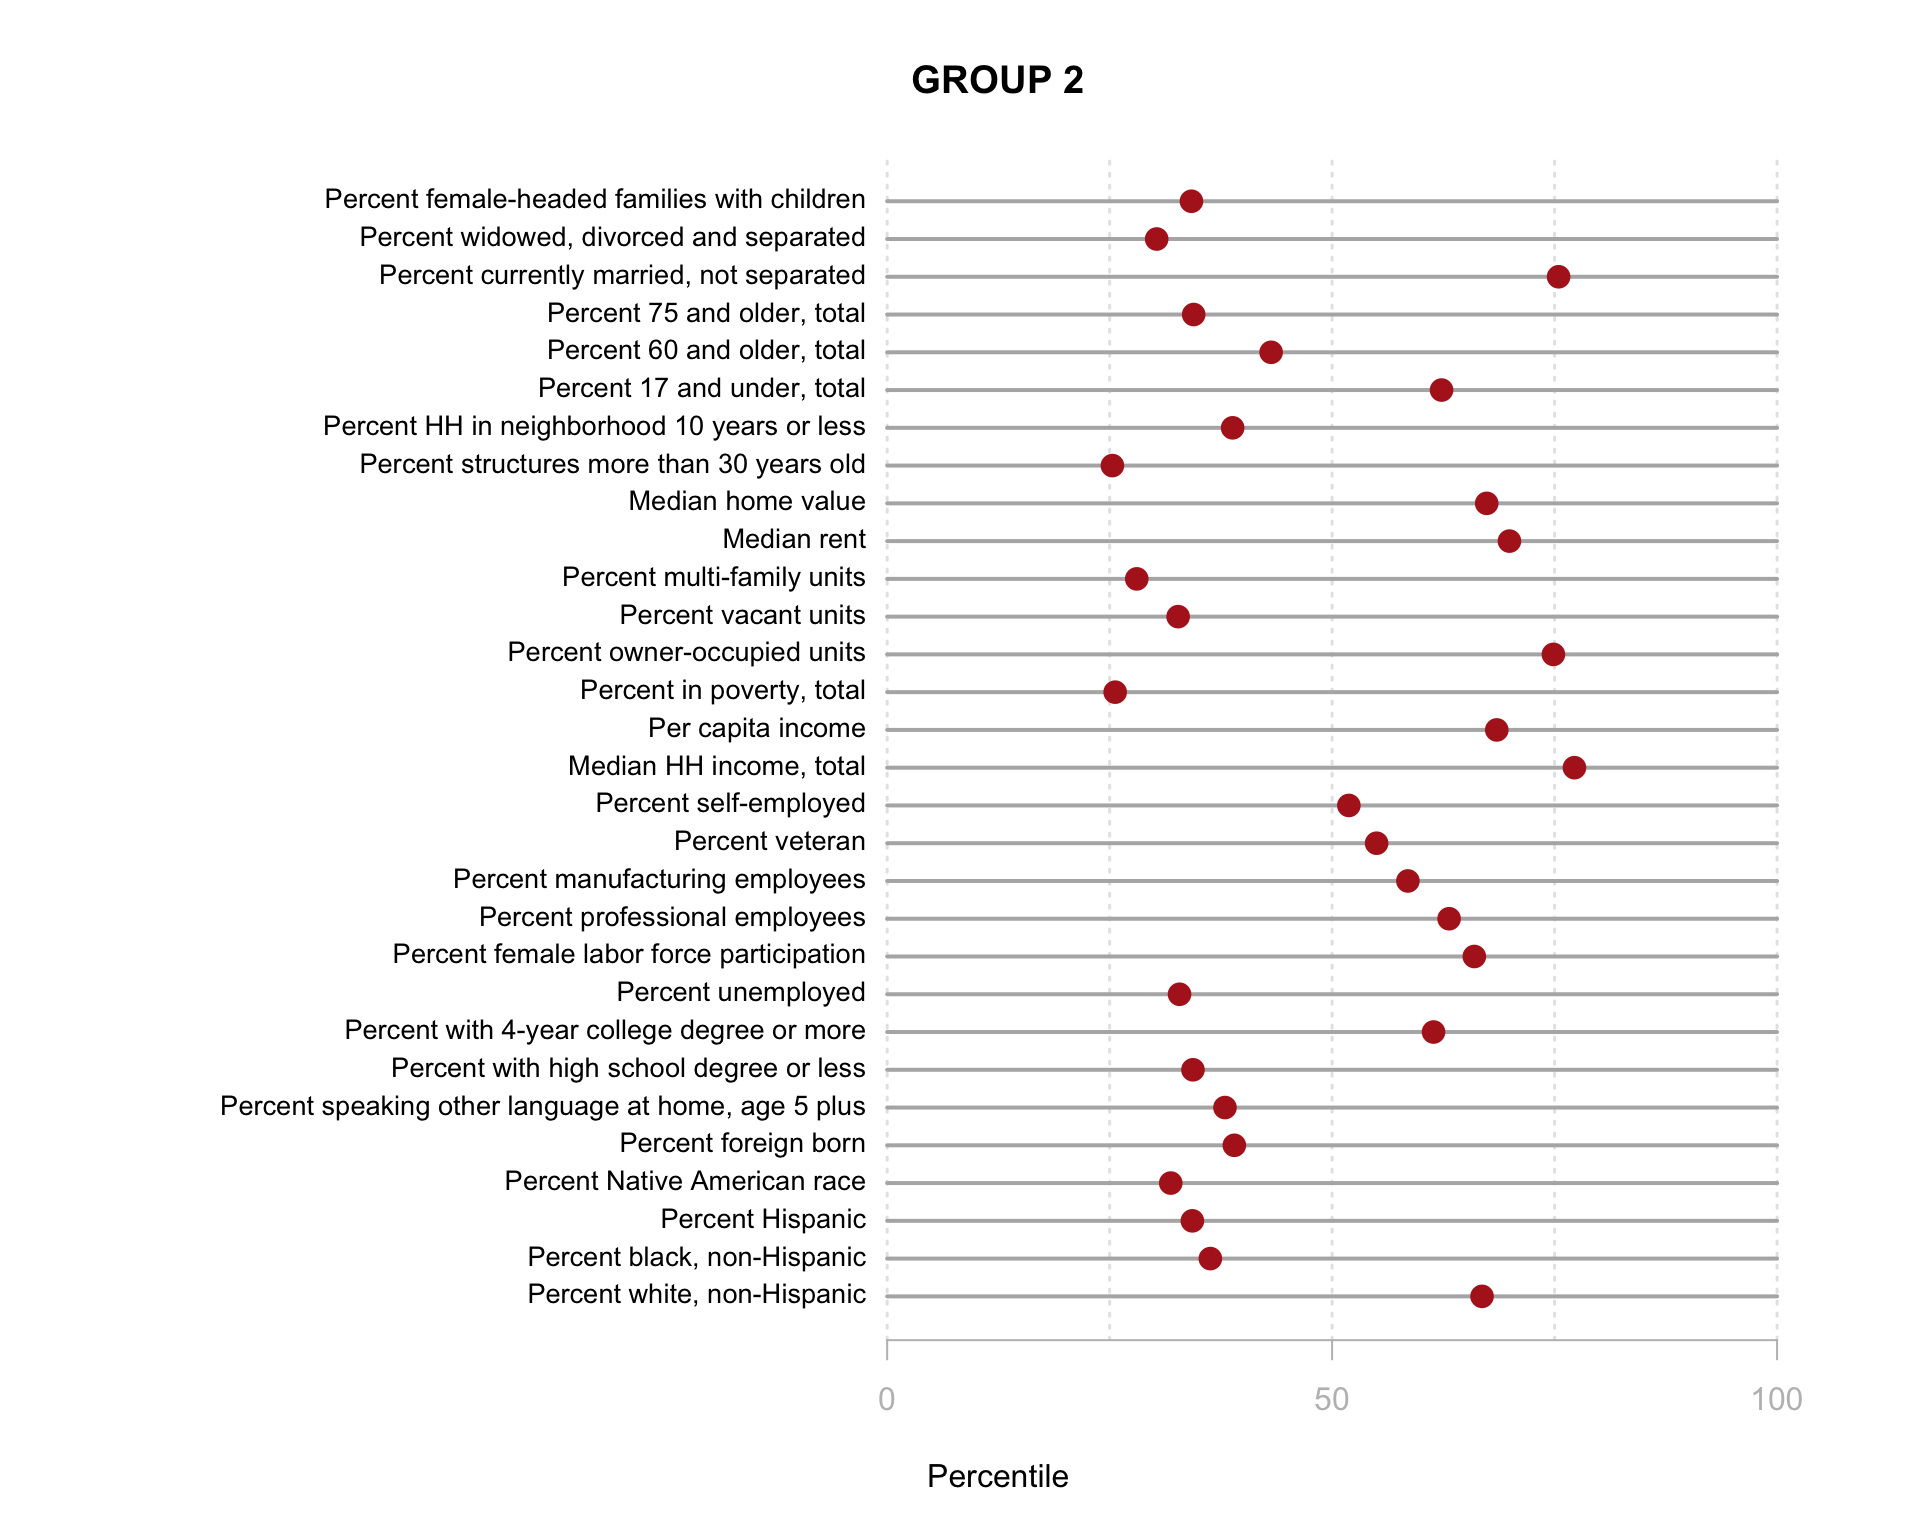 GROUP 2
Percent female-headed families with children
Percent widowed, divorced and separated
Percent currently married, not separated
Percent 75 and older, total
Percent 60 and older, total
Percent 17 and under, total
Percent HH in neighborhood 10 years or less
Percent structures more than 30 years old
Median home value
Median rent
Percent multi-family units
Percent vacant units
Percent owner-occupied units
Percent in poverty, total
Per capita income
Median HH income, total
Percent self-employed
Percent veteran
Percent manufacturing employees
Percent professional employees
Percent female labor force participation
Percent unemployed
Percent with 4-year college degree or more
Percent with high school degree or less
Percent speaking other language at home, age 5 plus
Percent foreign born
Percent Native American race
Percent Hispanic
Percent black, non-Hispanic
Percent white, non-Hispanic
0 50 100
Percentile